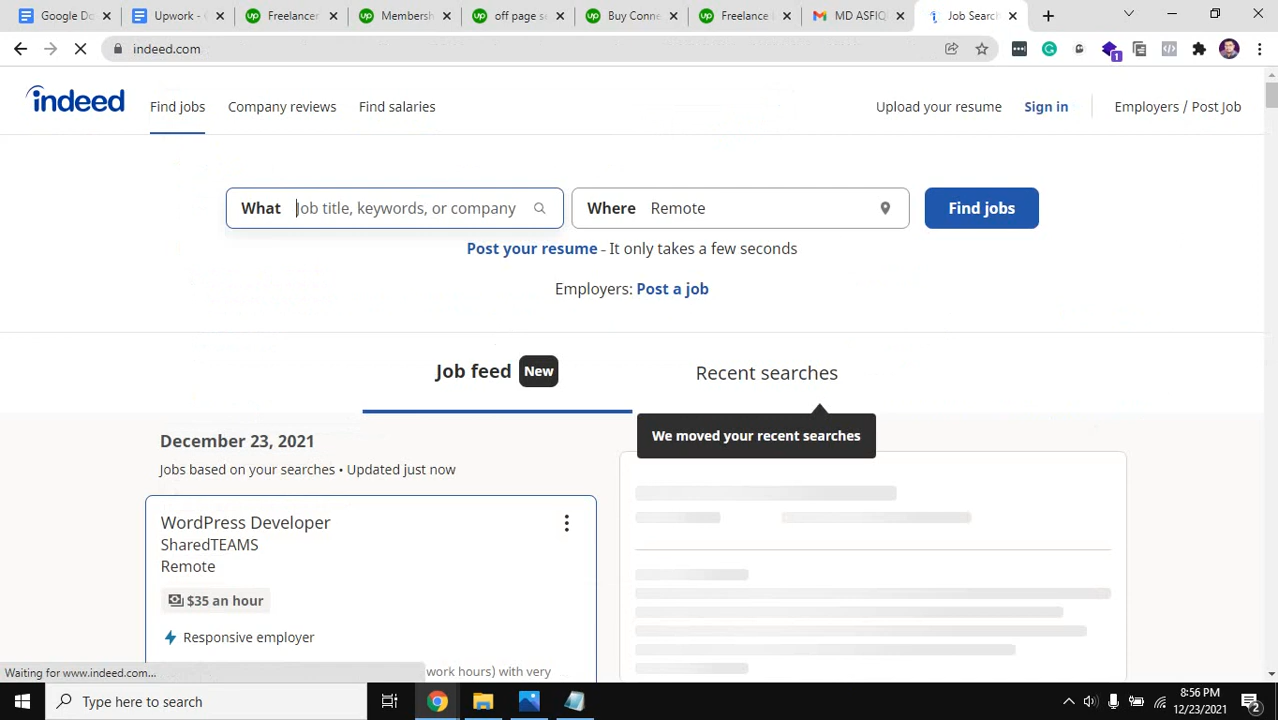 Google Do
Upwork - C
Freelancer
Membersh
off page s
Buy Conne
Freelance
MD ASFIQ
Job Search
indeed.com
1
indeed
Find jobs
Company reviews
Find salaries
Upload your resume
Sign in
Employers / Post Job
What Job title, keywords, or company
Where Remote
Find jobs
Post your resume - It only takes a few seconds
Employers: Post a job
Job feed New
Recent searches
We moved your recent searches
December 23, 2021
Jobs based on your searches • Updated just now
WordPress Developer
SharedTEAMS
Remote
$35 an hour
Responsive employer
work hours) with very
Waiting for www.indeed.com...
Type here to search
8:56 PM
12/23/2021
2